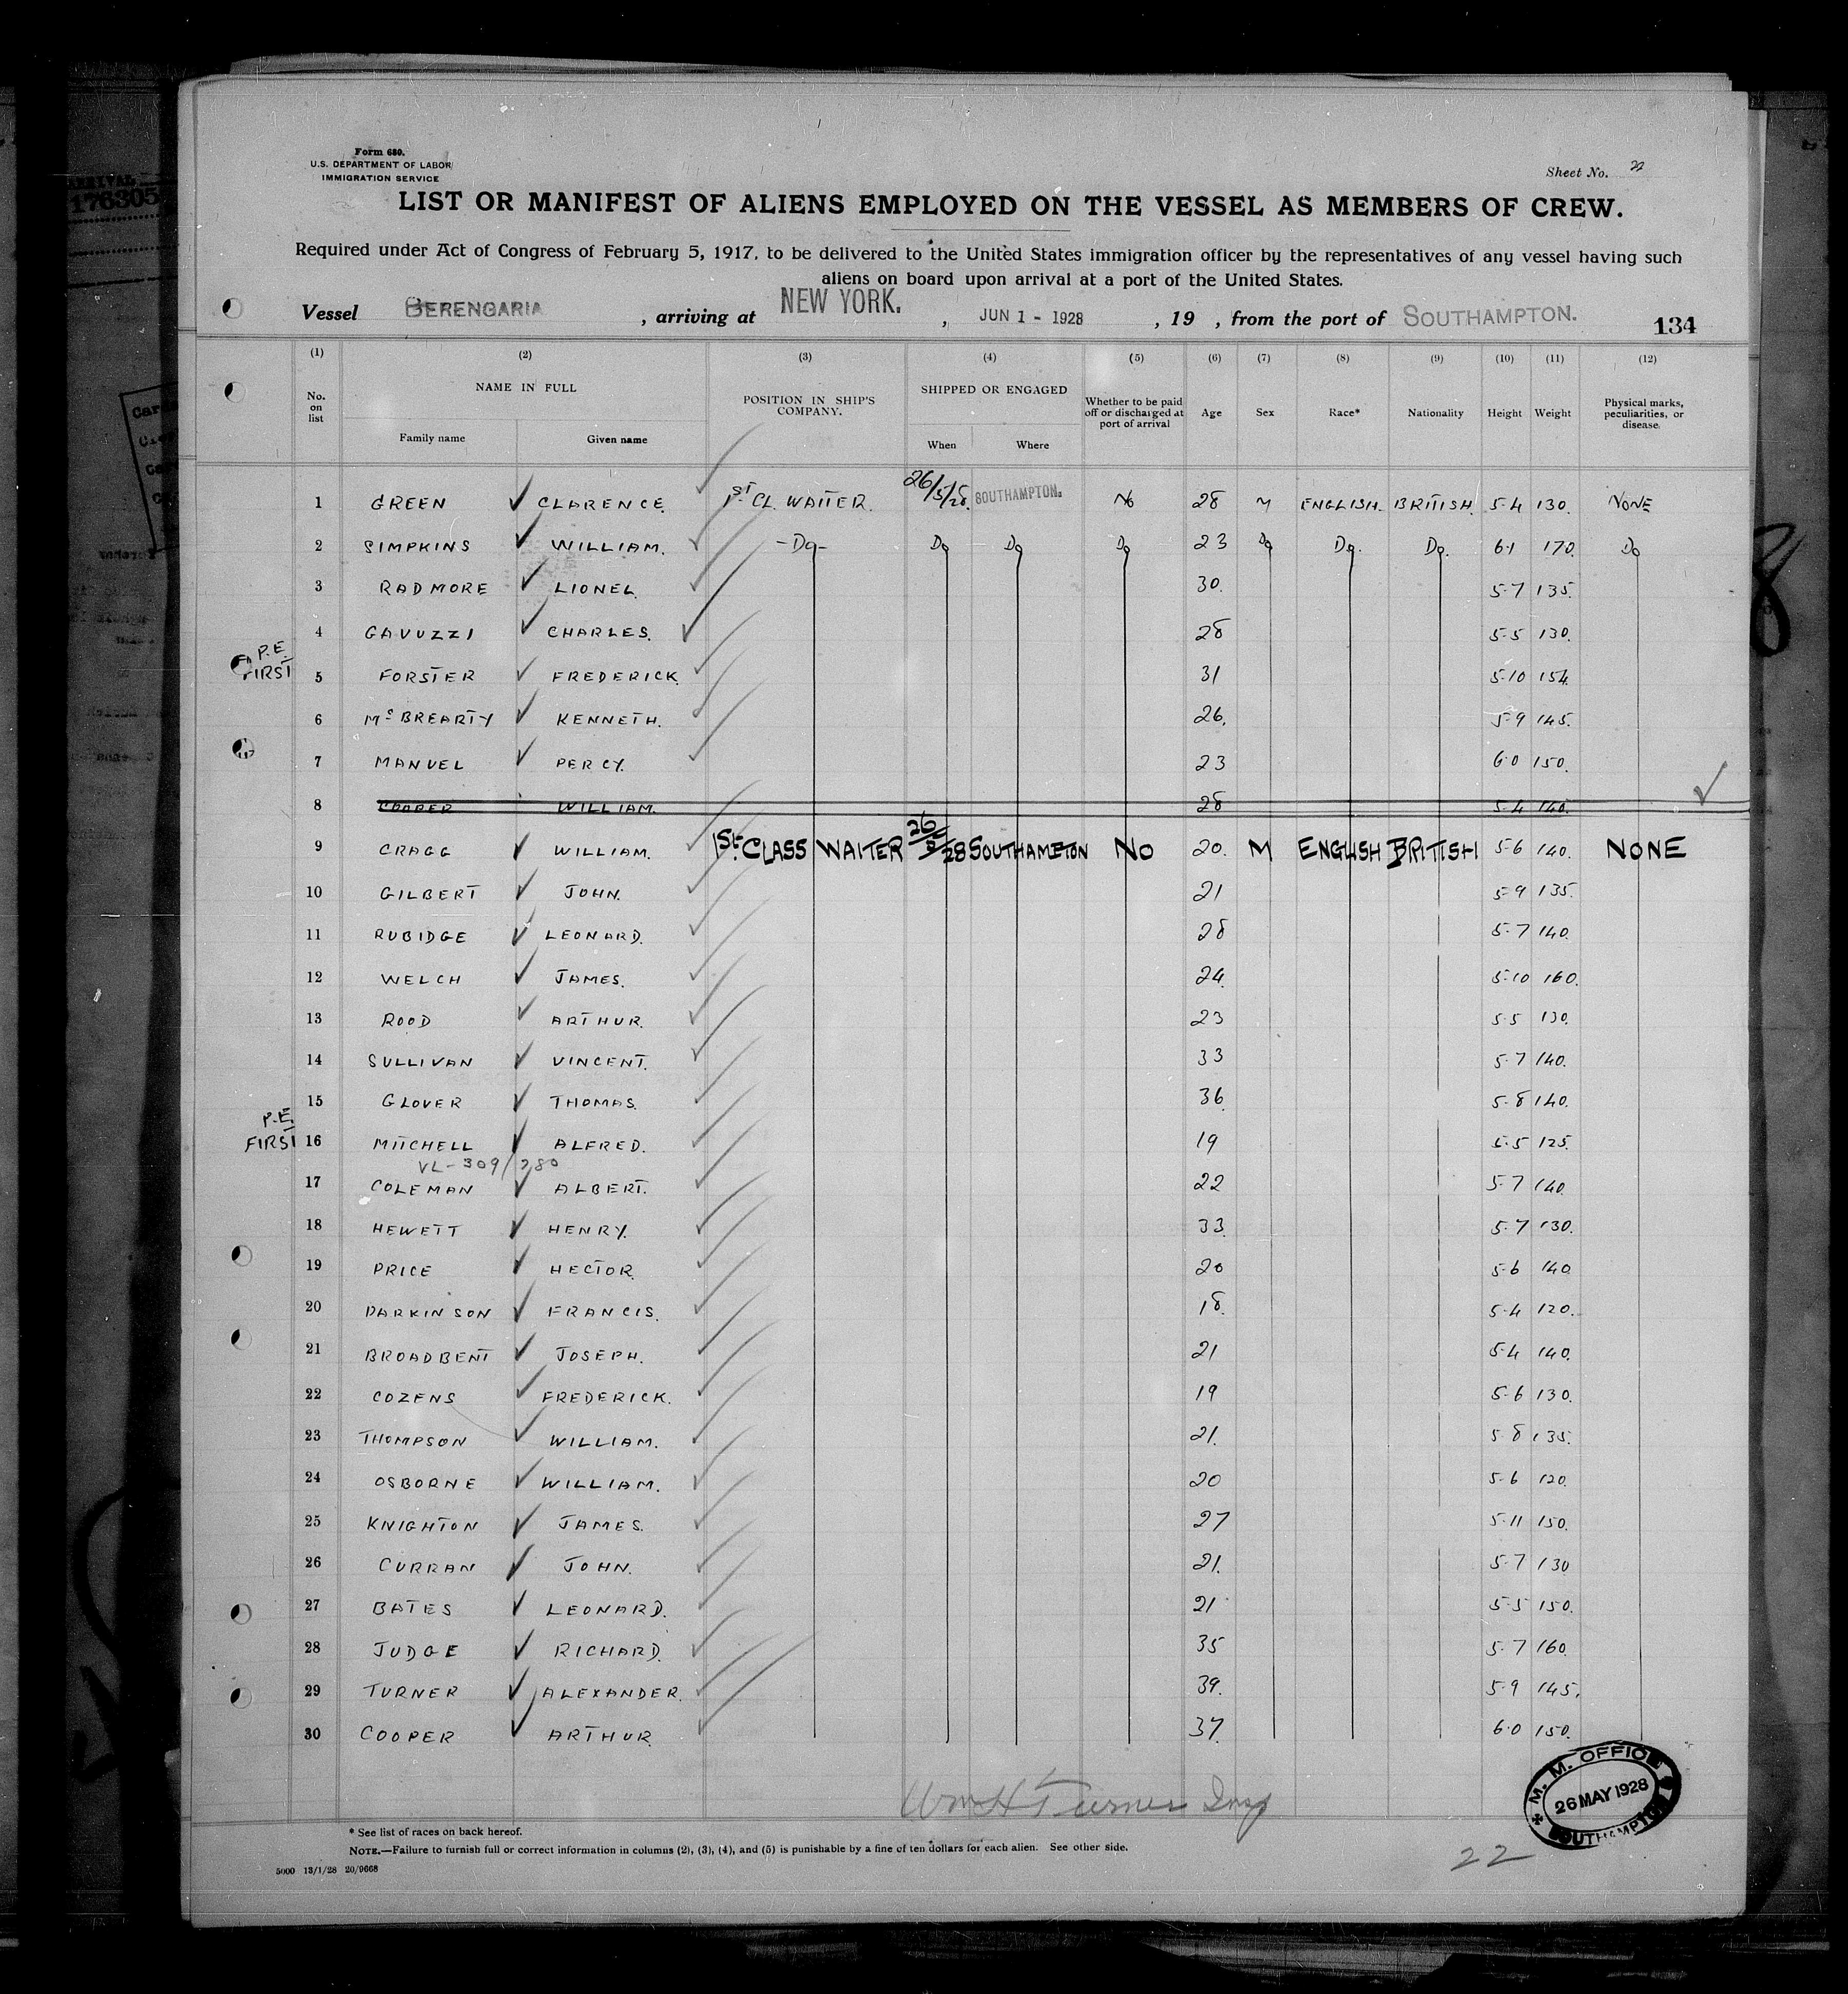 Form 680.
U.S. DEPARTMENT OF LABOR
IMMIGRATION SERVICE
Sheet No.
LIST OR MANIFEST OF ALIENS EMPLOYED ON THE VESSEL AS MEMBERS OF CREW.
Required under Act of Congress of February 5, 1917, to be delivered to the United States immigration officer by the representatives of any vessel having such
aliens on board upon arrival at a port of the United States.
Vessel BERENGARIA, arriving at NEW YORK., JUN 1 - 1928, 19 , from the port of SOUTHAMPTON. 134
(1) (2) (3) (4) (5) (6) (7) (8) (9) (10) (11) (12)
No. on list NAME IN FULL Family name Given name POSITION IN SHIP'S COMPANY. SHIPPED OR ENGAGED When Where Whether to be paid off or discharged at port of arrival Age Sex Race* Nationality Height Weight Physical marks, peculiarities, or disease.
1 GREEN CLARENCE. 1ST CL. WAITER. 26/5/28. SOUTHAMPTON. No 28 M ENGLISH. BRITISH. 5-4 130. NONE
2 SIMPKINS WILLIAM. -Do- Do Do Do 23 Do Do. Do. 6-1 170. Do
3 RADMORE LIONEL. 30. 5-7 135.
4 GAVUZZI CHARLES. 28 5-5 130.
P.E. FIRST 5 FORSTER FREDERICK. 31 5-10 154.
6 McBREARTY KENNETH. 26. 5-9 145.
7 MANUEL PERCY. 23 6-0 150.
8 COOPER WILLIAM. 28 5-4 140.
9 CRAGG WILLIAM. 1St. CLASS WAITER 26/5/28 SOUTHAMPTON No 20. M ENGLISH BRITISH 5-6 140. NONE
10 GILBERT JOHN. 21 5-9 135.
11 RUBIDGE LEONARD. 28 5-7 140.
12 WELCH JAMES. 24. 5-10 160.
13 ROOD ARTHUR. 23 5-5 130.
14 SULLIVAN VINCENT. 33 5-7 140.
15 GLOVER THOMAS. 36. 5-8 140.
P.E. FIRST 16 MITCHELL ALFRED. 19 5-5 125.
VL-309/280
17 COLEMAN ALBERT. 22 5-7 140.
18 HEWETT HENRY. 33. 5-7 130.
19 PRICE HECTOR. 20 5-6 140.
20 PARKINSON FRANCIS. 18. 5-4 120.
21 BROADBENT JOSEPH. 21 5-4 140.
22 COZENS FREDERICK. 19 5-6 130.
23 THOMPSON WILLIAM. 21. 5-8 135.
24 OSBORNE WILLIAM. 20 5-6 120.
25 KNIGHTON JAMES. 27 5-11 150.
26 CURRAN JOHN. 21. 5-7 130
27 BATES LEONARD. 21 5-5 150.
28 JUDGE RICHARD. 35 5-7 160.
29 TURNER ALEXANDER. 39. 5-9 145.
30 COOPER ARTHUR. 37. 6-0 150.
Wm H Turner Insp
M. M. OFFICE
26 MAY 1928
SOUTHAMPTON
* See list of races on back hereof.
NOTE.—Failure to furnish full or correct information in columns (2), (3), (4), and (5) is punishable by a fine of ten dollars for each alien. See other side.
22
5000 13/1/28 20/9668
176305